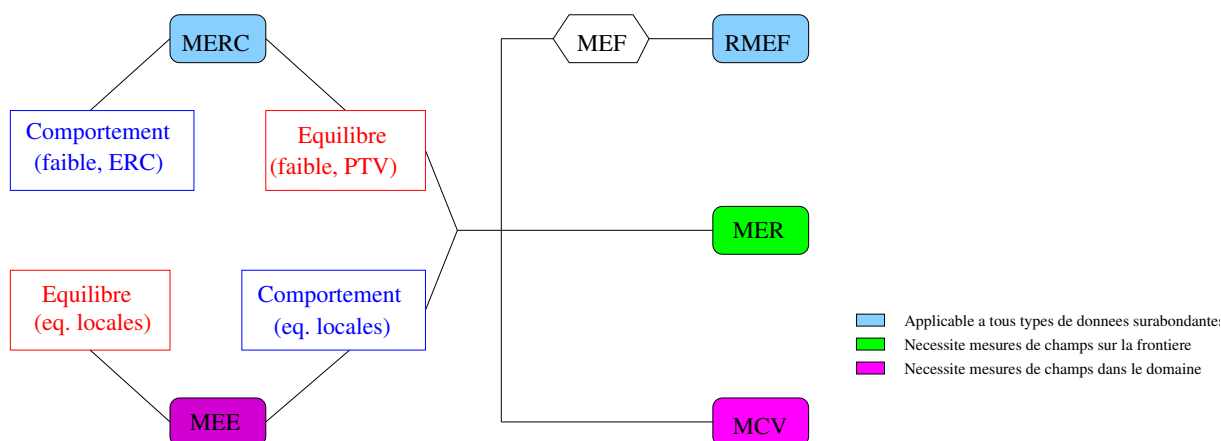 MERC
MEF
RMEF
Comportement
(faible, ERC)
Equilibre
(faible, PTV)
MER
Equilibre
(eq. locales)
Comportement
(eq. locales)
Applicable a tous types de donnees surabondantes
Necessite mesures de champs sur la frontiere
Necessite mesures de champs dans le domaine
MEE
MCV